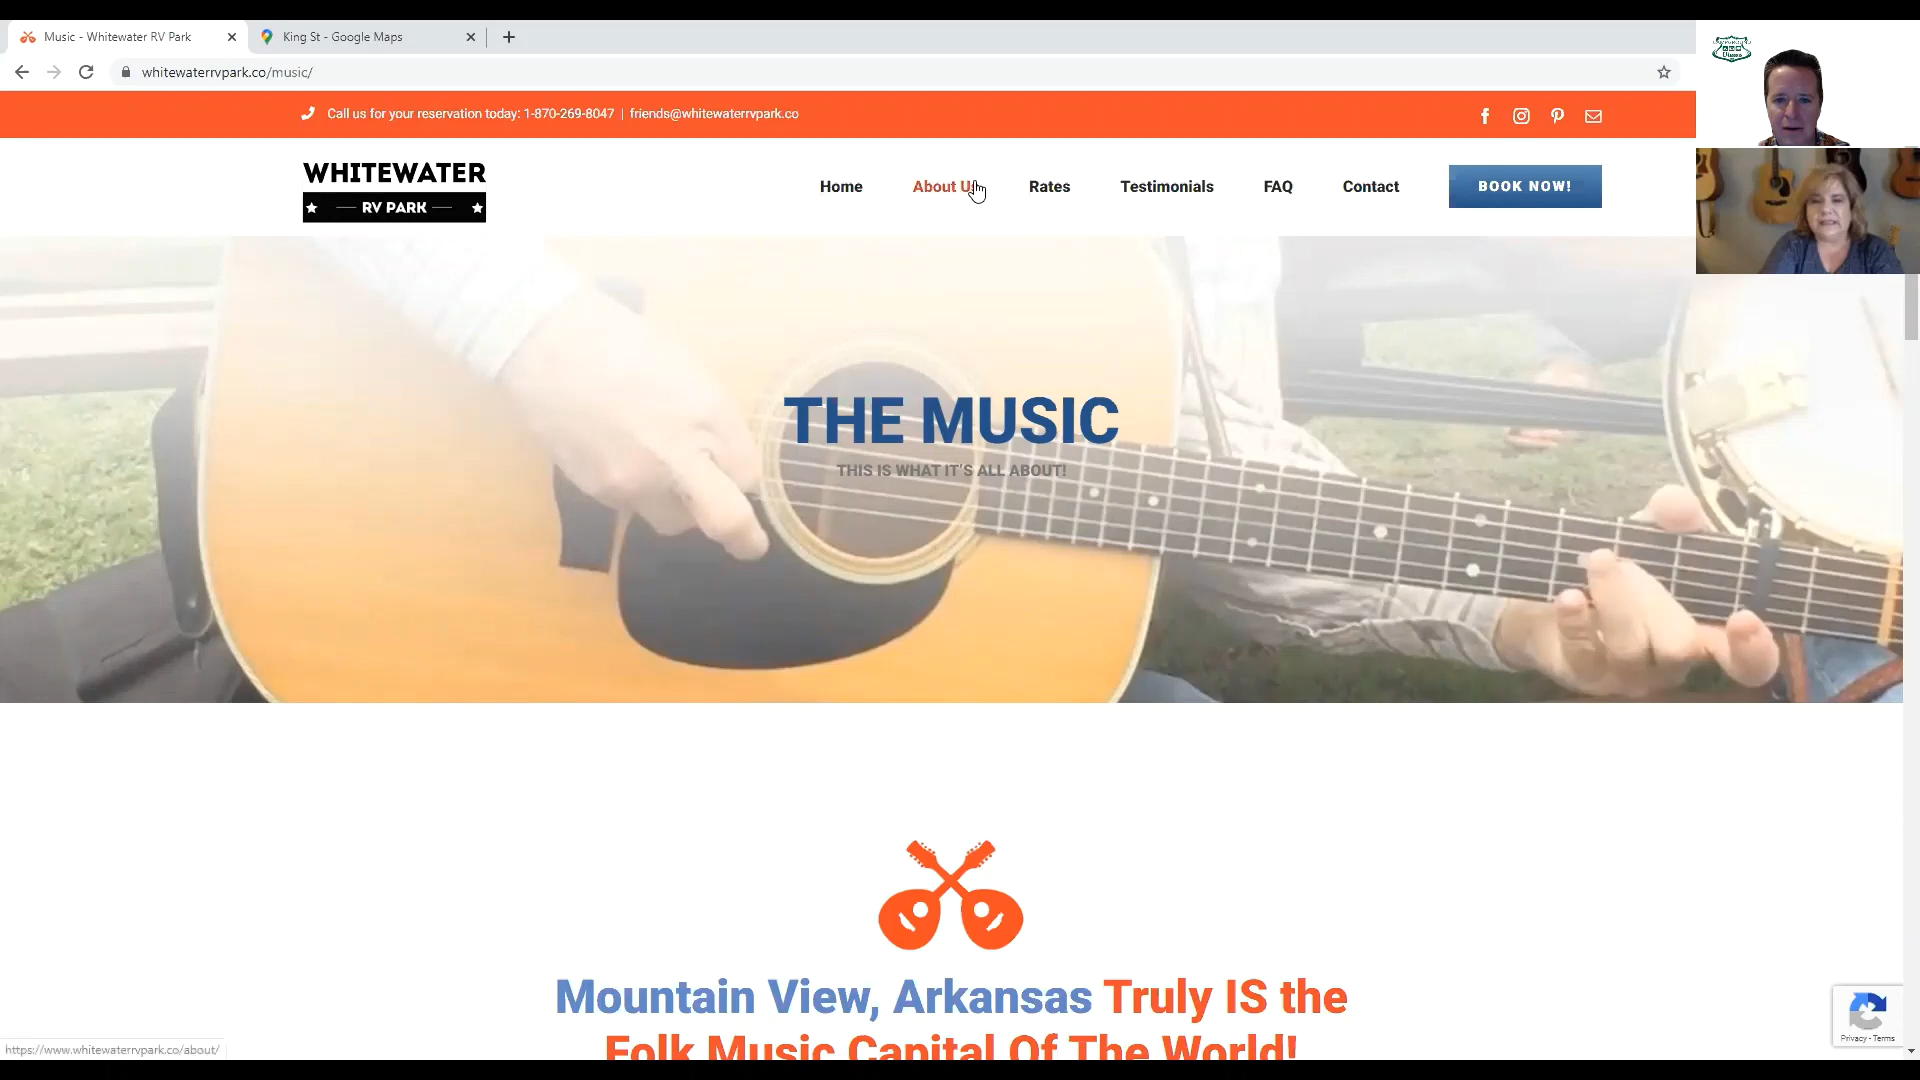 Music - Whitewater RV Park
King St - Google Maps
whitewaterrvpark.co/music/
Call us for your reservation today: 1-870-269-8047 | friends@whitewaterrvpark.co
WHITEWATER
RV PARK
Home
About Us
Rates
Testimonials
FAQ
Contact
BOOK NOW!
THE MUSIC
THIS IS WHAT IT'S ALL ABOUT!
Mountain View, Arkansas Truly IS the
Folk Music Capital Of The World!
Privacy - Terms
https://www.whitewaterrvpark.co/about/